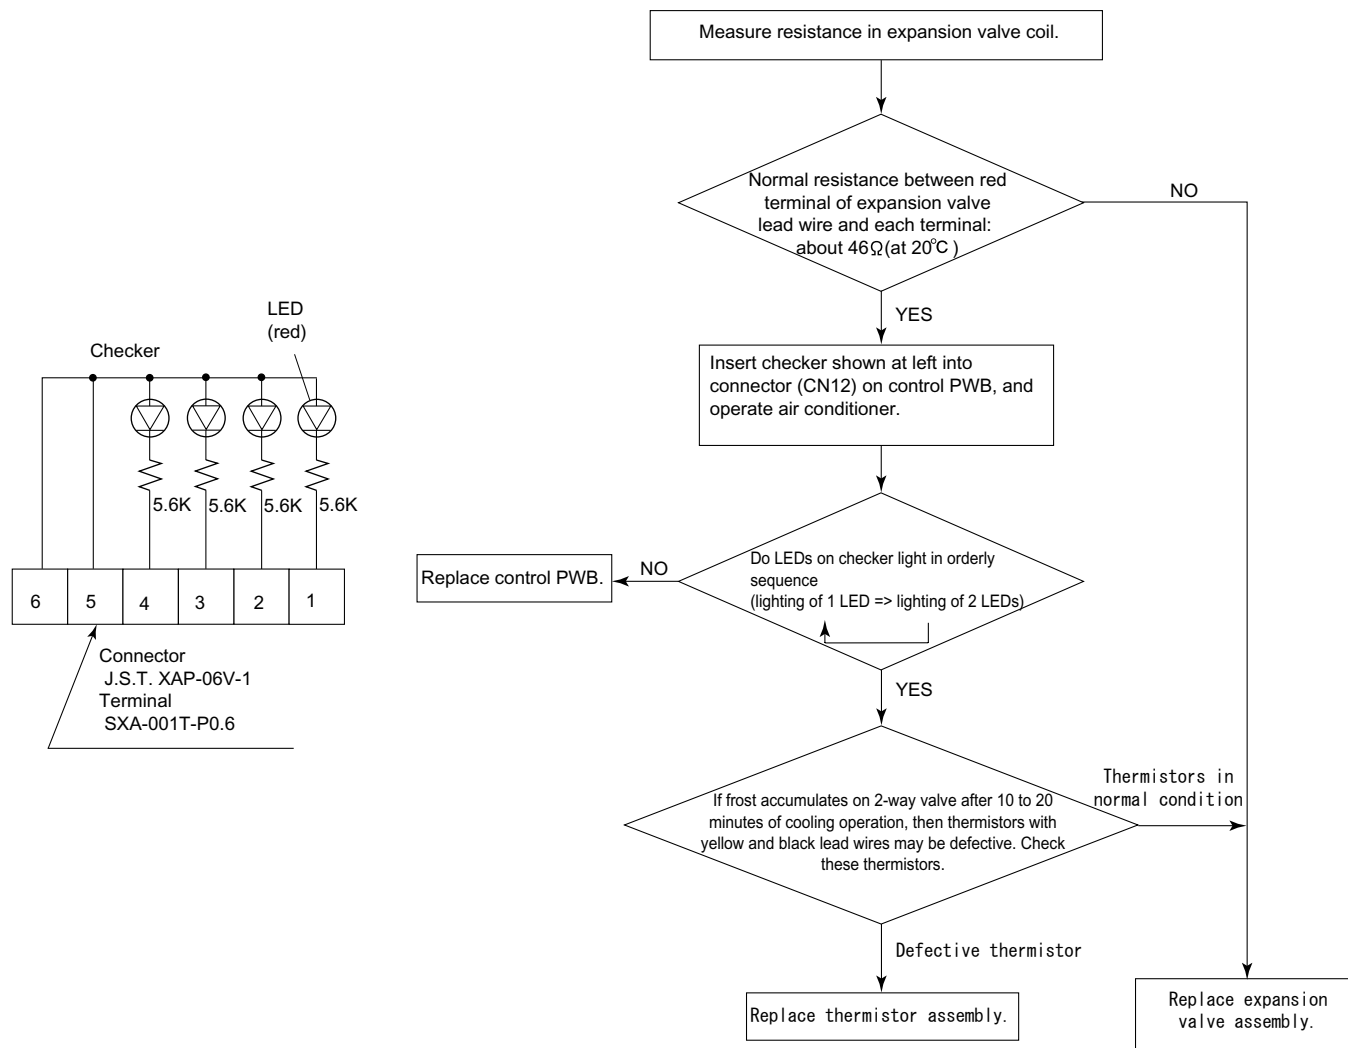 Measure resistance in expansion valve coil.
Normal resistance between red
terminal of expansion valve
lead wire and each terminal:
about 46Ω(at 20°C )
NO
YES
LED
(red)
Checker
5.6K
5.6K
5.6K
5.6K
6
5
4
3
2
1
Connector
J.S.T. XAP-06V-1
Terminal
SXA-001T-P0.6
Insert checker shown at left into
connector (CN12) on control PWB, and
operate air conditioner.
Do LEDs on checker light in orderly
sequence
(lighting of 1 LED => lighting of 2 LEDs)
NO
Replace control PWB.
YES
If frost accumulates on 2-way valve after 10 to 20
minutes of cooling operation, then thermistors with
yellow and black lead wires may be defective. Check
these thermistors.
Thermistors in
normal condition
Defective thermistor
Replace thermistor assembly.
Replace expansion
valve assembly.